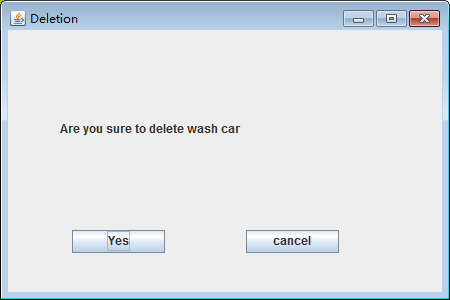 Deletion
Are you sure to delete wash car
Yes
cancel